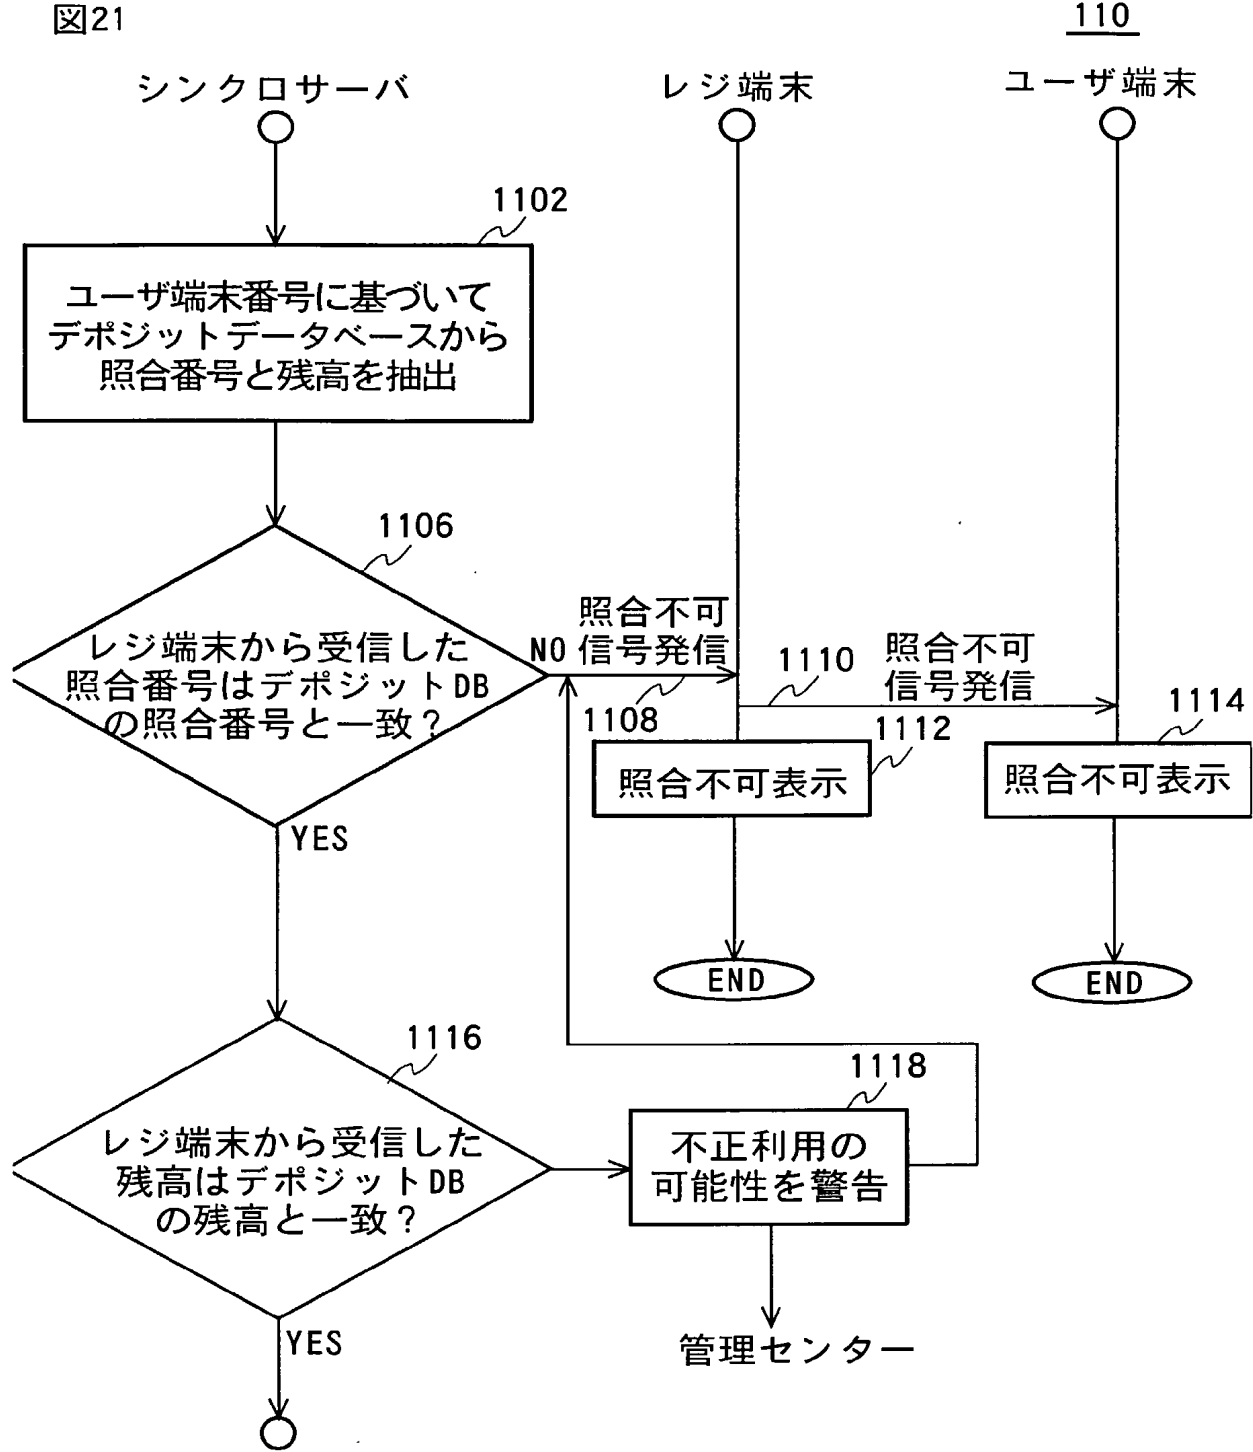 図21
110
シンクロサーバ
レジ端末
ユーザ端末
1102
ユーザ端末番号に基づいて
デポジットデータベースから
照合番号と残高を抽出
1106
レジ端末から受信した
照合番号はデポジットDB
の照合番号と一致？
NO
YES
照合不可
信号発信
1108
1110
照合不可
信号発信
1112
照合不可表示
1114
照合不可表示
END
END
1116
レジ端末から受信した
残高はデポジットDB
の残高と一致？
YES
1118
不正利用の
可能性を警告
管理センター